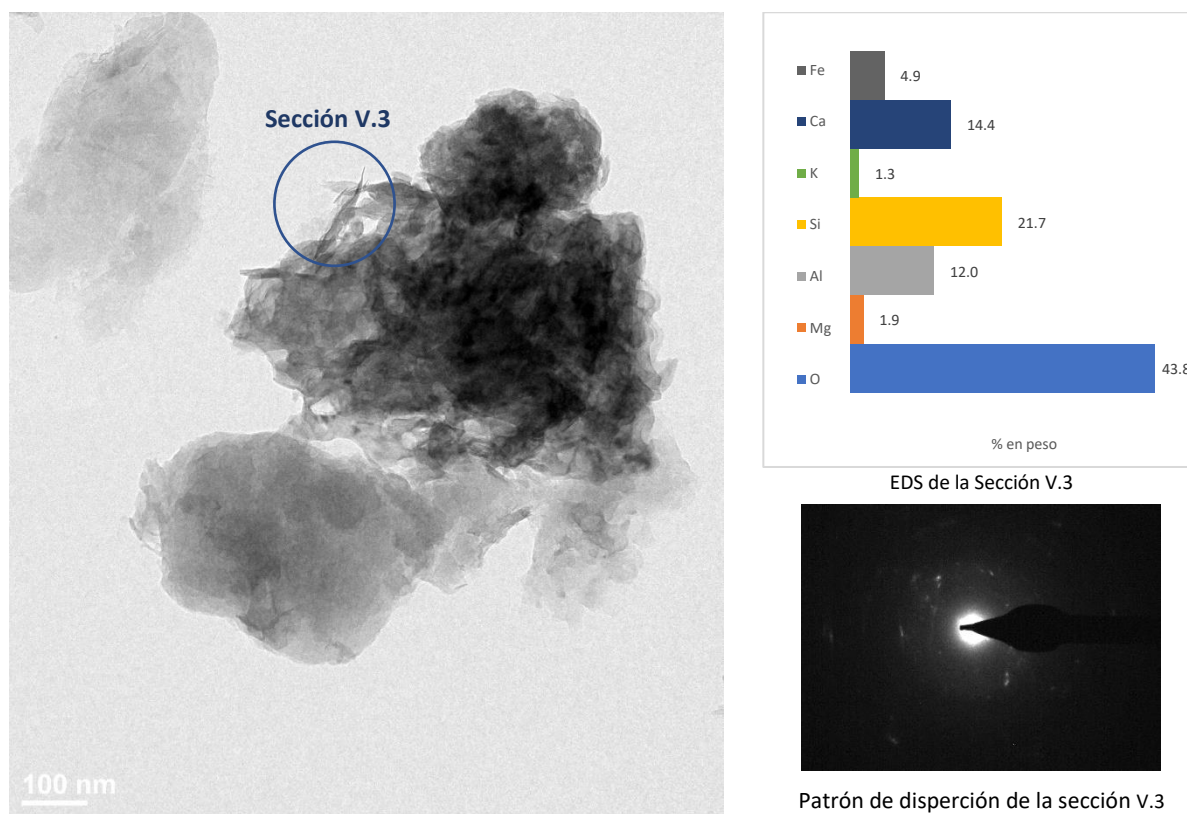 Sección V.3
100 nm
Fe
4.9
Ca
14.4
K
1.3
Si
21.7
Al
12.0
Mg
1.9
O
43.8
% en peso
EDS de la Sección V.3
Patrón de disperción de la sección V.3